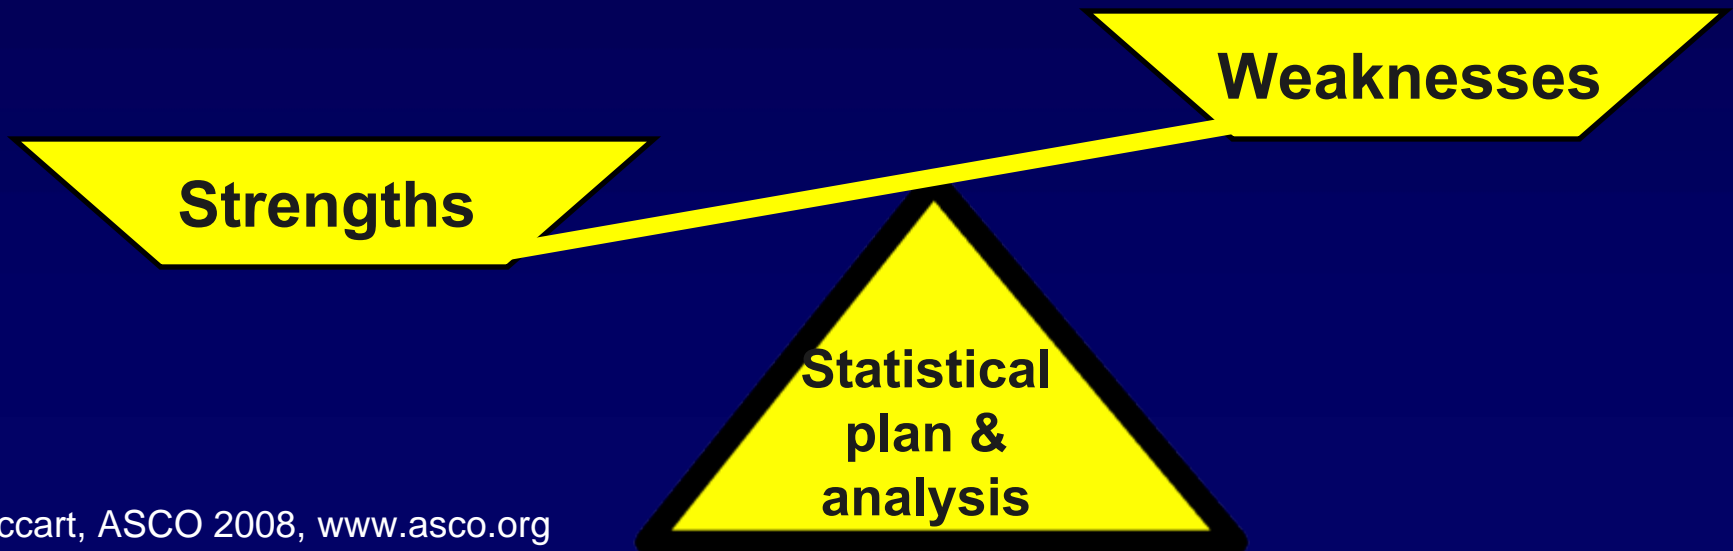 Weaknesses
Strengths
Statistical
plan &
analysis
ccart, ASCO 2008, www.asco.org